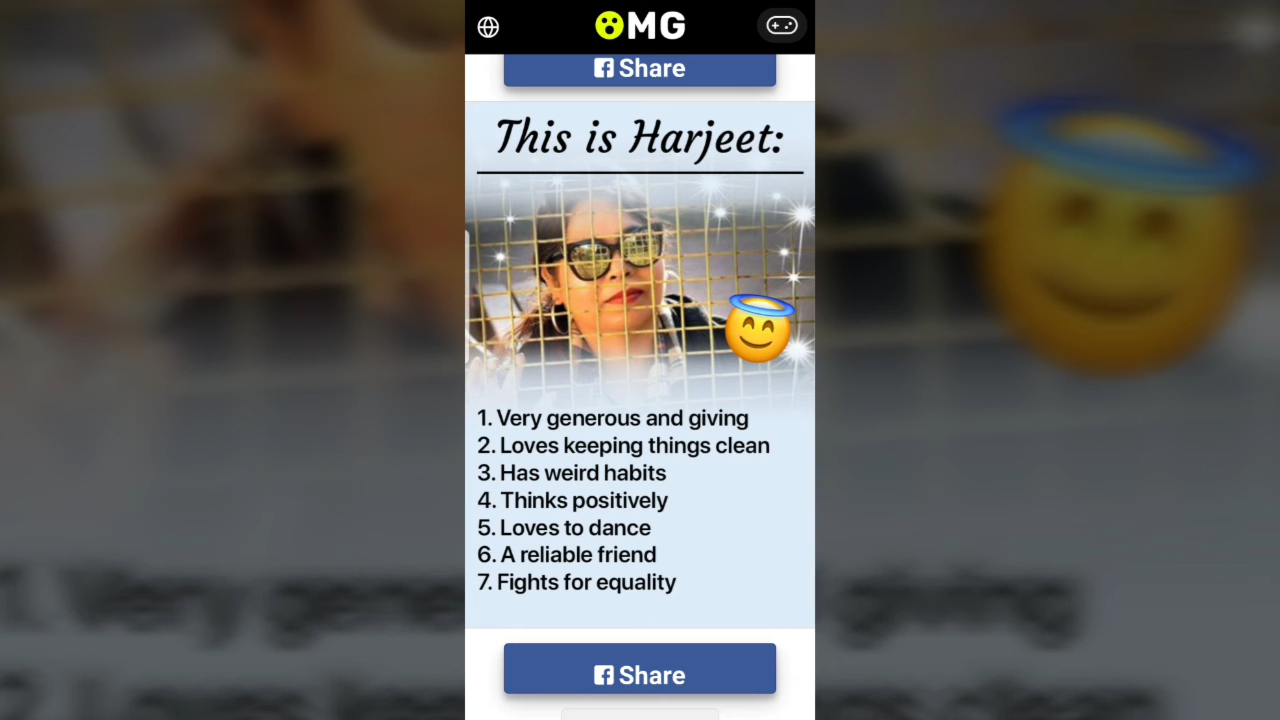 OMG
Share
This is Harjeet:
1. Very generous and giving
2. Loves keeping things clean
3. Has weird habits
4. Thinks positively
5. Loves to dance
6. A reliable friend
7. Fights for equality
Share